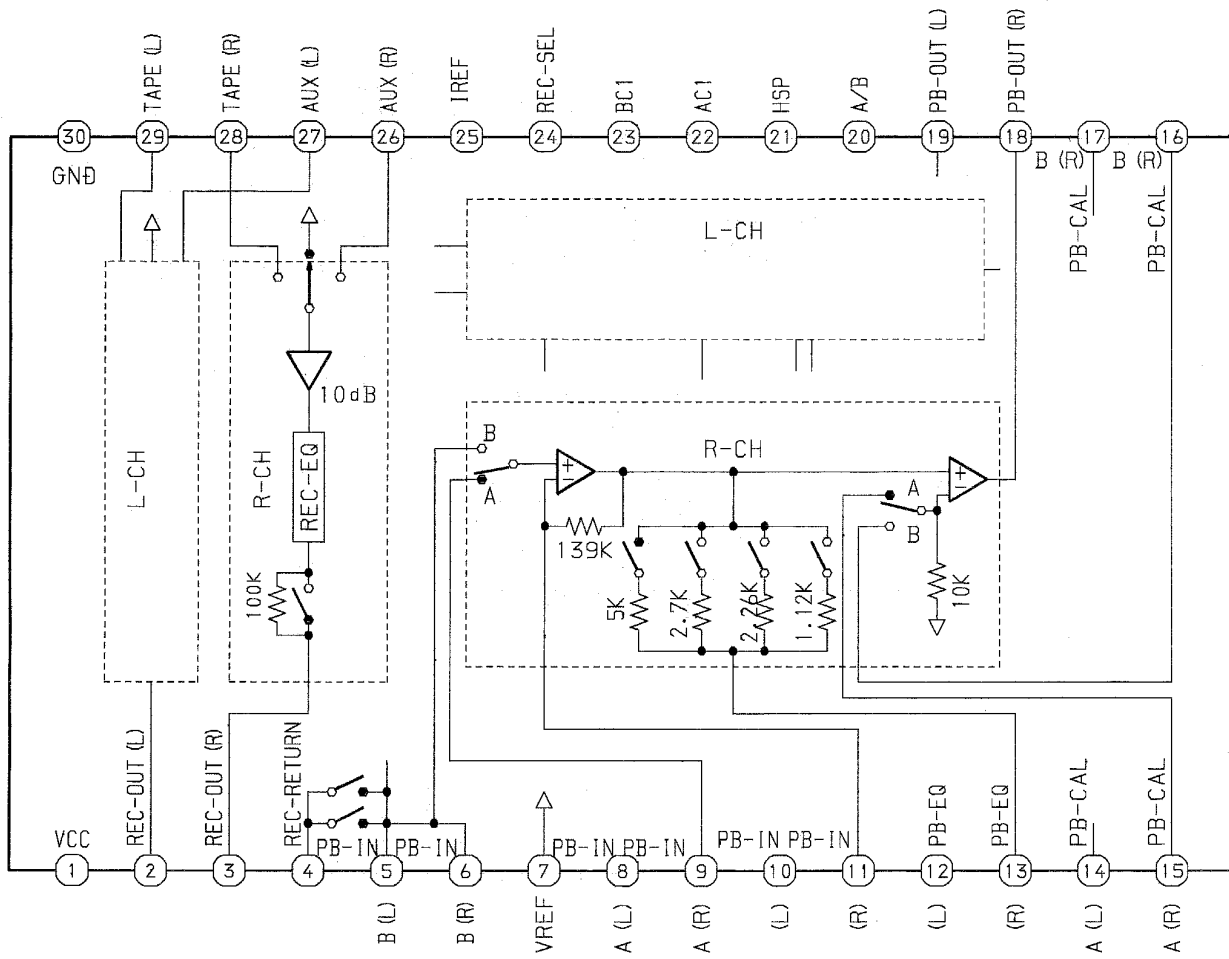 TAPE (L)
TAPE (R)
AUX (L)
AUX (R)
IREF
REC-SEL
BC1
AC1
HSP
A/B
PB-OUT (L)
PB-OUT (R)
30
29
28
27
26
25
24
23
22
21
20
19
18
17
16
GND
B (R)
B (R)
PB-CAL
PB-CAL
L-CH
L-CH
R-CH
10dB
REC-EQ
100K
B
A
R-CH
139K
5K
2.7K
2.26K
1.12K
A
B
10K
VCC
REC-OUT (L)
REC-OUT (R)
REC-RETURN
PB-IN
PB-IN
PB-IN
PB-IN
PB-IN
PB-IN
PB-EQ
PB-EQ
PB-CAL
PB-CAL
1
2
3
4
5
6
7
8
9
10
11
12
13
14
15
B (L)
B (R)
VREF
A (L)
A (R)
(L)
(R)
(L)
(R)
A (L)
A (R)